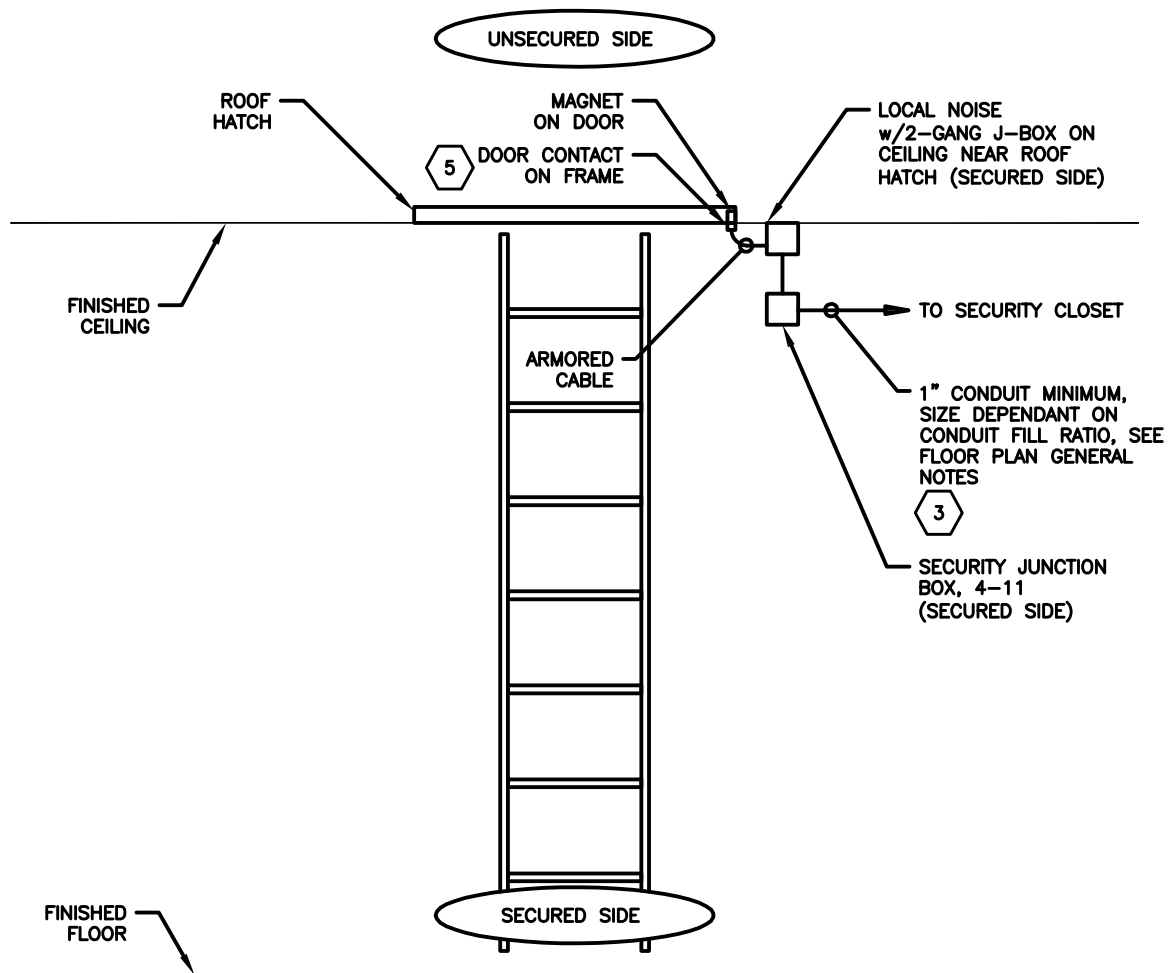 UNSECURED SIDE
ROOF
HATCH
MAGNET
ON DOOR
5
DOOR CONTACT
ON FRAME
LOCAL NOISE
w/2-GANG J-BOX ON
CEILING NEAR ROOF
HATCH (SECURED SIDE)
FINISHED
CEILING
TO SECURITY CLOSET
ARMORED
CABLE
1" CONDUIT MINIMUM,
SIZE DEPENDANT ON
CONDUIT FILL RATIO, SEE
FLOOR PLAN GENERAL
NOTES
3
SECURITY JUNCTION
BOX, 4-11
(SECURED SIDE)
FINISHED
FLOOR
SECURED SIDE